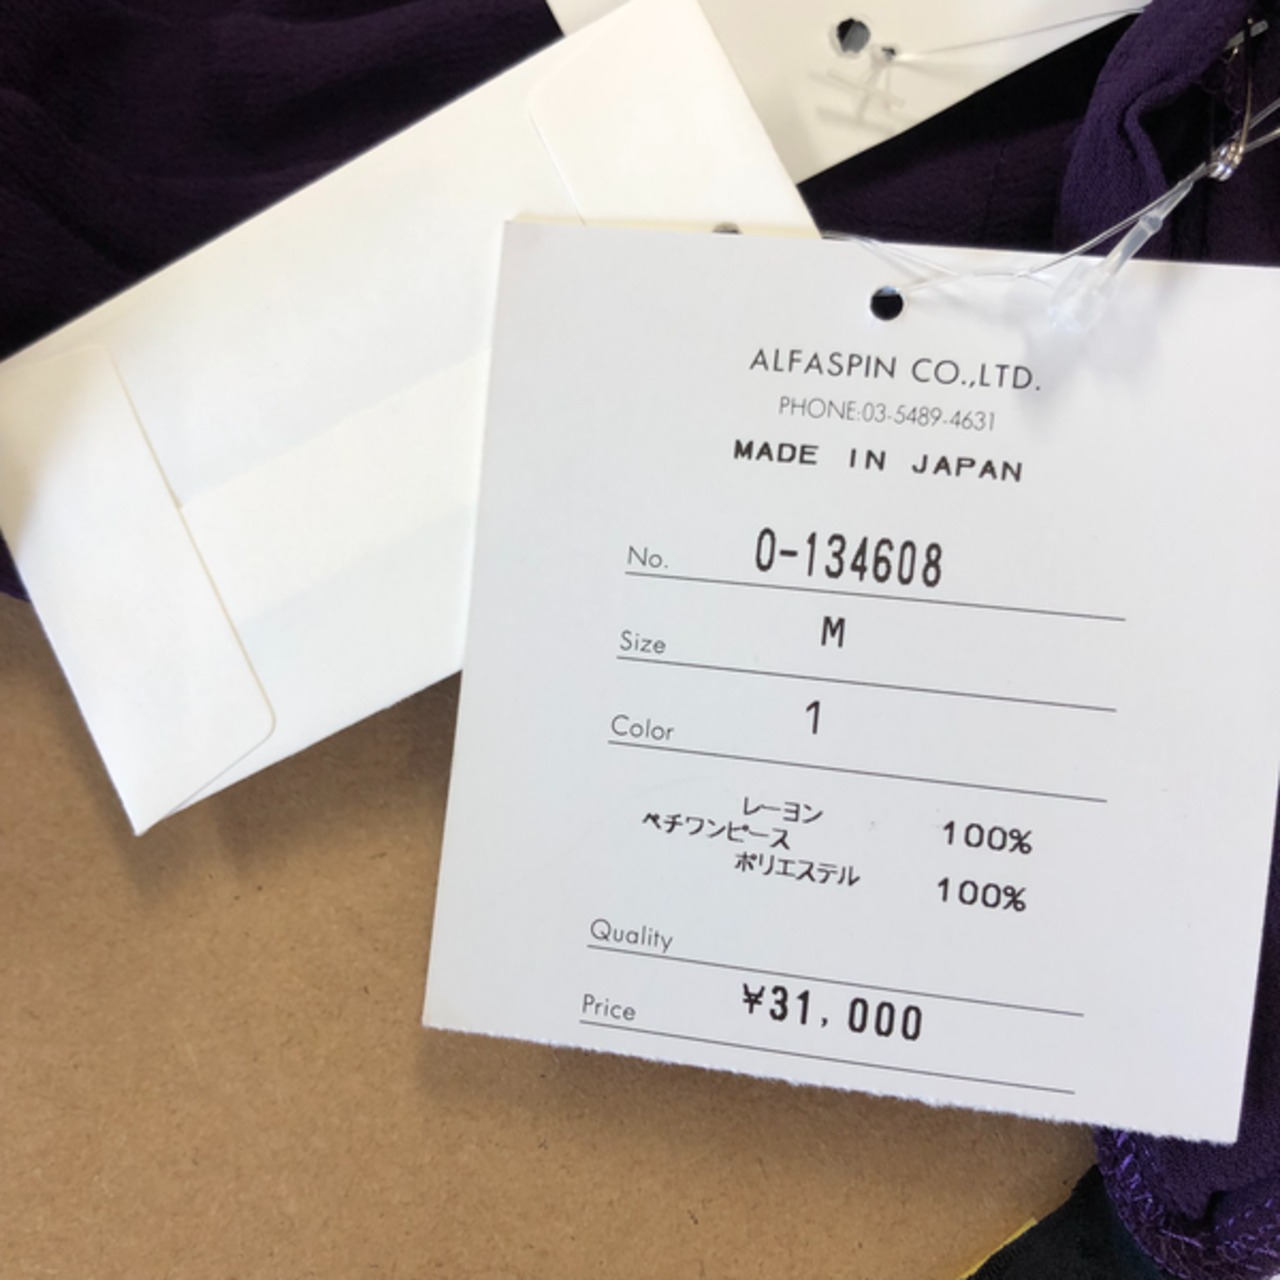 ALFASPIN CO.,LTD.
PHONE:03-5489-4631
MADE IN JAPAN
No. 0-134608
Size M
Color 1
レーヨン 100%
ペチワンピース
ポリエステル 100%
Quality
Price ¥31,000